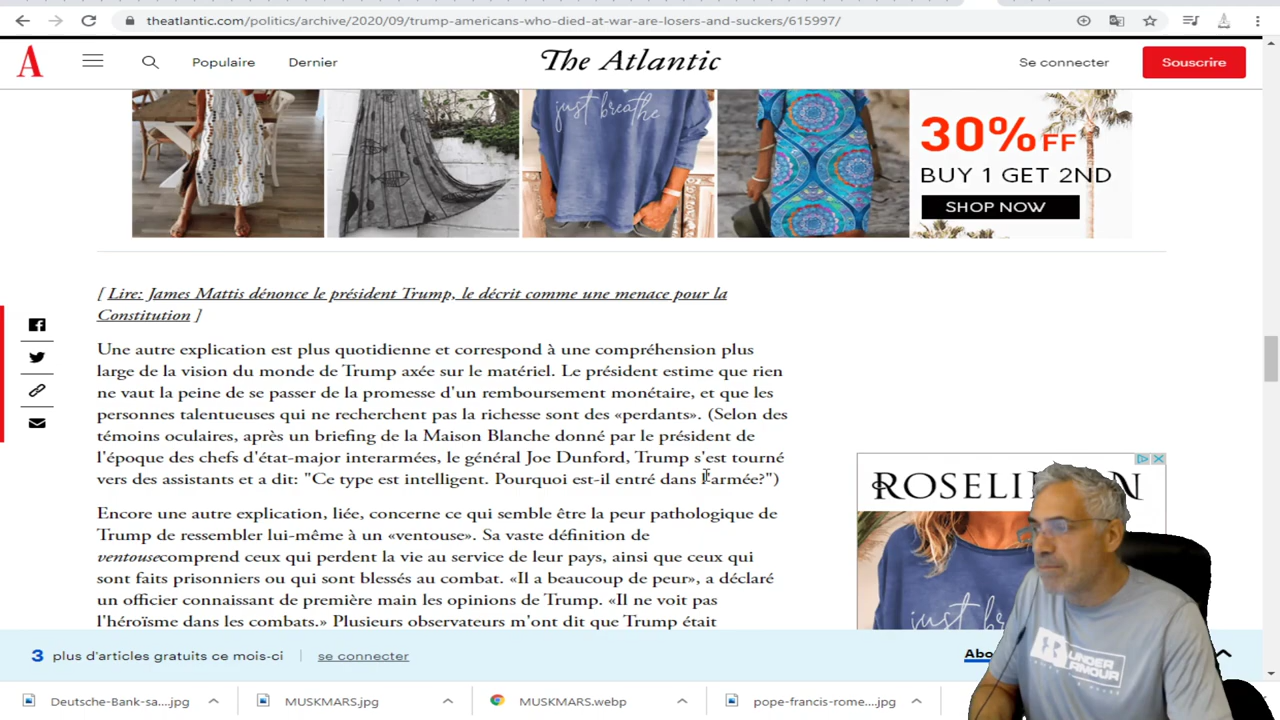 theatlantic.com/politics/archive/2020/09/trump-americans-who-died-at-war-are-losers-and-suckers/615997/
A
Populaire
Dernier
The Atlantic
Se connecter
Souscrire
just breathe
30% OFF
BUY 1 GET 2ND
SHOP NOW
[ Lire: James Mattis dénonce le président Trump, le décrit comme une menace pour la
Constitution ]
Une autre explication est plus quotidienne et correspond à une compréhension plus
large de la vision du monde de Trump axée sur le matériel. Le président estime que rien
ne vaut la peine de se passer de la promesse d'un remboursement monétaire, et que les
personnes talentueuses qui ne recherchent pas la richesse sont des «perdants». (Selon des
témoins oculaires, après un briefing de la Maison Blanche donné par le président de
l'époque des chefs d'état-major interarmées, le général Joe Dunford, Trump s'est tourné
vers des assistants et a dit: "Ce type est intelligent. Pourquoi est-il entré dans l'armée?")
Encore une autre explication, liée, concerne ce qui semble être la peur pathologique de
Trump de ressembler lui-même à un «ventouse». Sa vaste définition de
ventousecomprend ceux qui perdent la vie au service de leur pays, ainsi que ceux qui
sont faits prisonniers ou qui sont blessés au combat. «Il a beaucoup de peur», a déclaré
un officier connaissant de première main les opinions de Trump. «Il ne voit pas
l'héroïsme dans les combats.» Plusieurs observateurs m'ont dit que Trump était
just breathe
UNDER ARMOUR
3 plus d'articles gratuits ce mois-ci
se connecter
Deutsche-Bank-sa....jpg
MUSKMARS.jpg
MUSKMARS.webp
pope-francis-rome....jpg